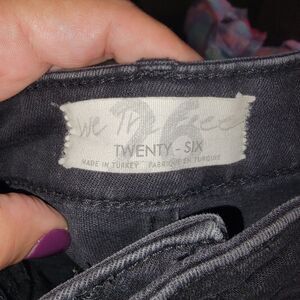 we The Free
26
TWENTY - SIX
MADE IN TURKEY FABRIQUÉ EN TURQUIE